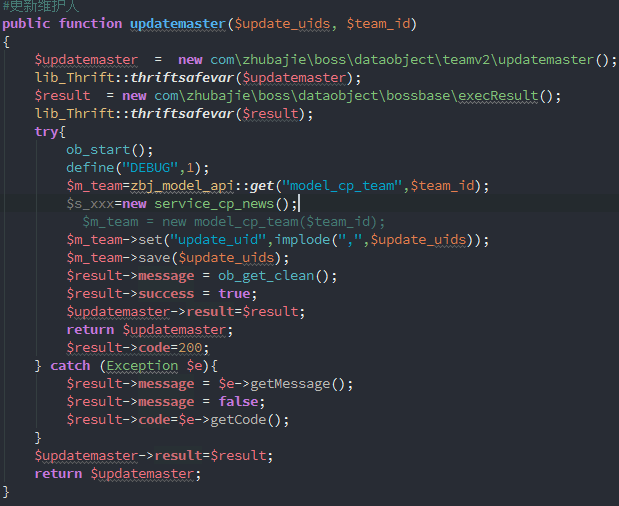 #更新维护人
public function updatemaster($update_uids, $team_id)
{
$updatemaster  =  new com\zhubajie\boss\dataobject\teamv2\updatemaster();
lib_Thrift::thriftsafevar($updatemaster);
$result  = new com\zhubajie\boss\dataobject\bossbase\execResult();
lib_Thrift::thriftsafevar($result);
try{
ob_start();
define("DEBUG",1);
$m_team=zbj_model_api::get("model_cp_team",$team_id);
$s_xxx=new service_cp_news();
$m_team = new model_cp_team($team_id);
$m_team->set("update_uid",implode(",",$update_uids));
$m_team->save($update_uids);
$result->message = ob_get_clean();
$result->success = true;
$updatemaster->result=$result;
return $updatemaster;
$result->code=200;
} catch (Exception $e){
$result->message = $e->getMessage();
$result->message = false;
$result->code=$e->getCode();
}
$updatemaster->result=$result;
return $updatemaster;
}